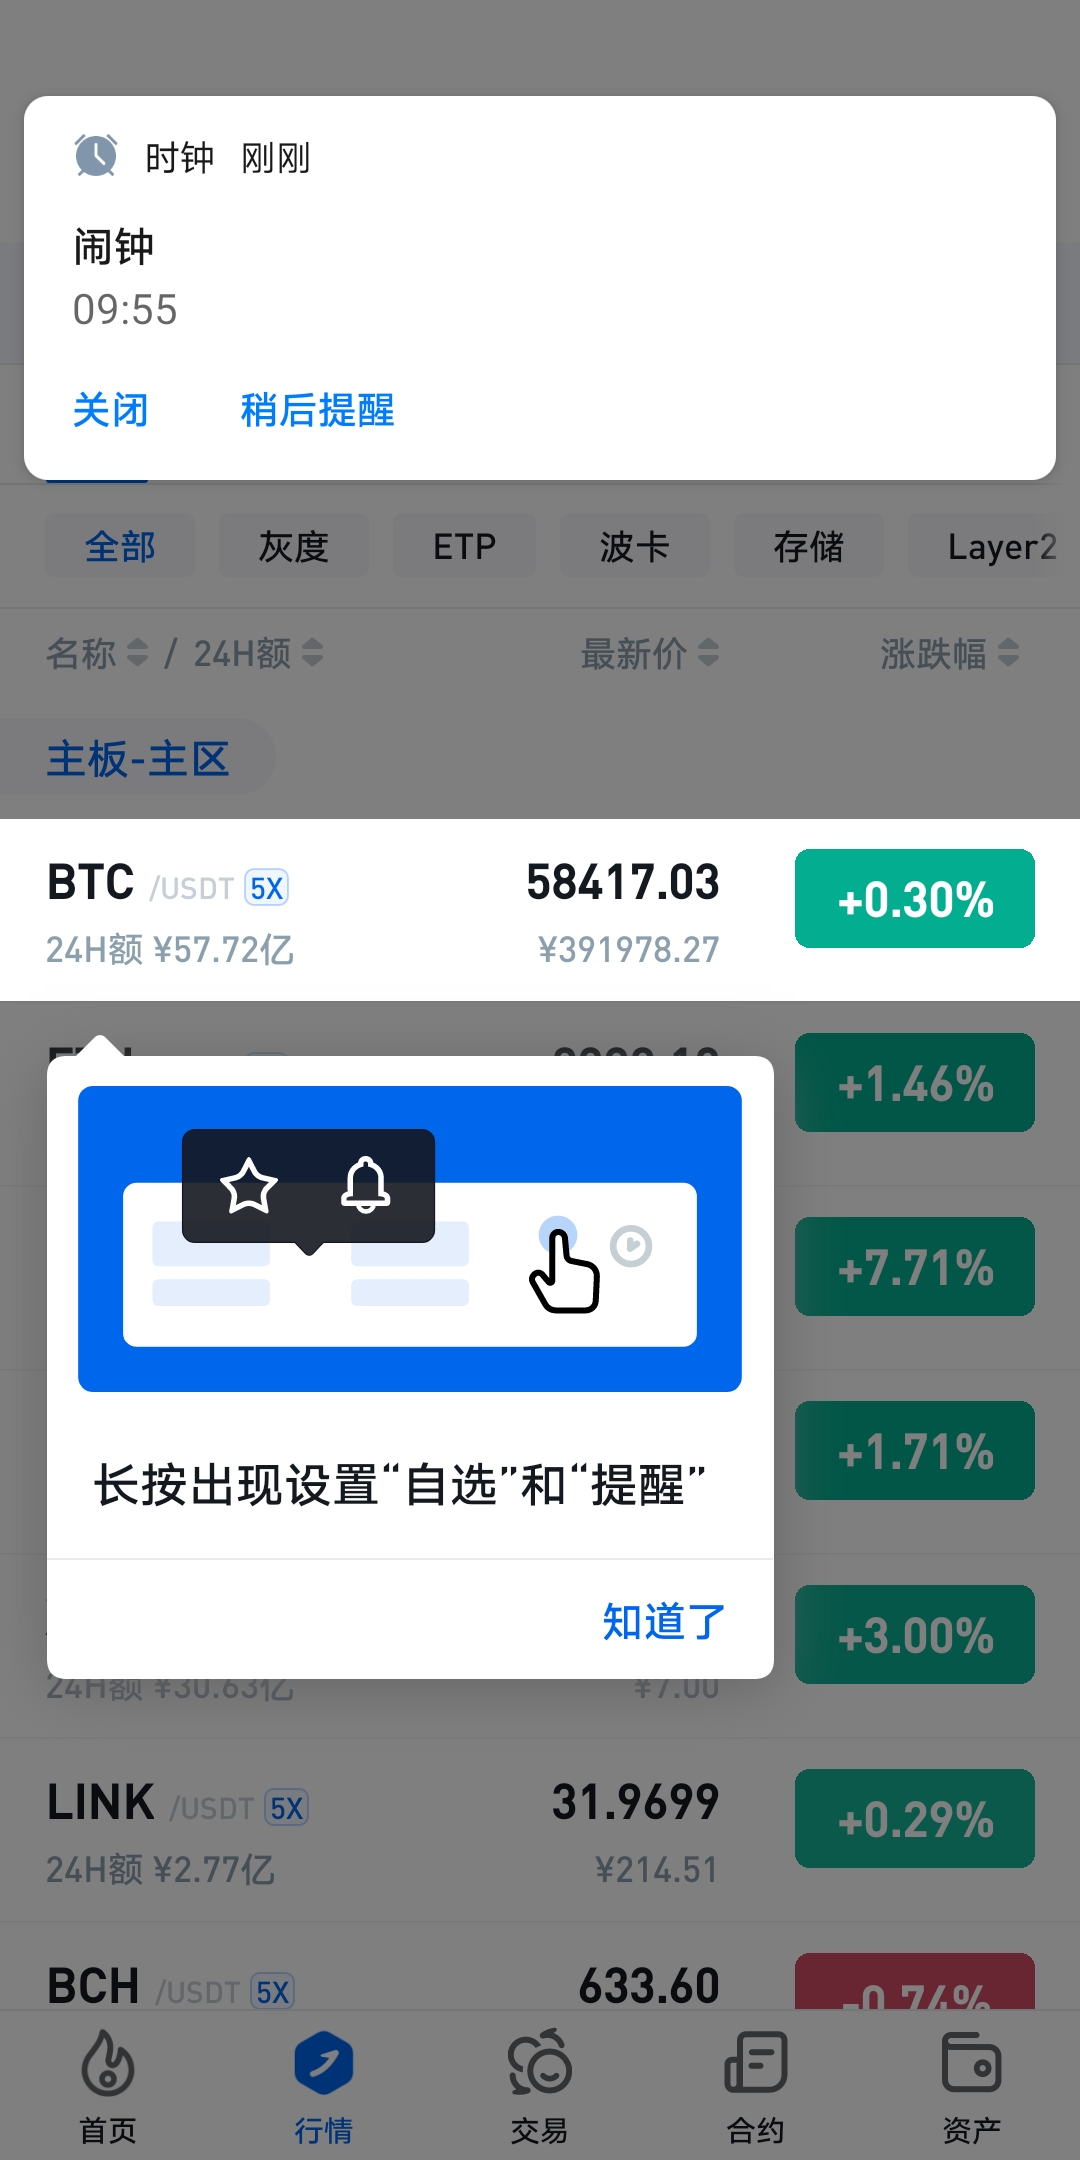 时钟 刚刚
闹钟
09:55
关闭 稍后提醒
全部 灰度 ETP 波卡 存储 Layer2
名称 / 24H额 最新价 涨跌幅
主板-主区
BTC /USDT 5X 58417.03 +0.30%
24H额 ¥57.72亿 ¥391978.27
+1.46%
+7.71%
+1.71%
长按出现设置“自选”和“提醒”
知道了
+3.00%
24H额 ¥30.63亿 ¥7.00
LINK /USDT 5X 31.9699 +0.29%
24H额 ¥2.77亿 ¥214.51
BCH /USDT 5X 633.60 -0.74%
首页 行情 交易 合约 资产